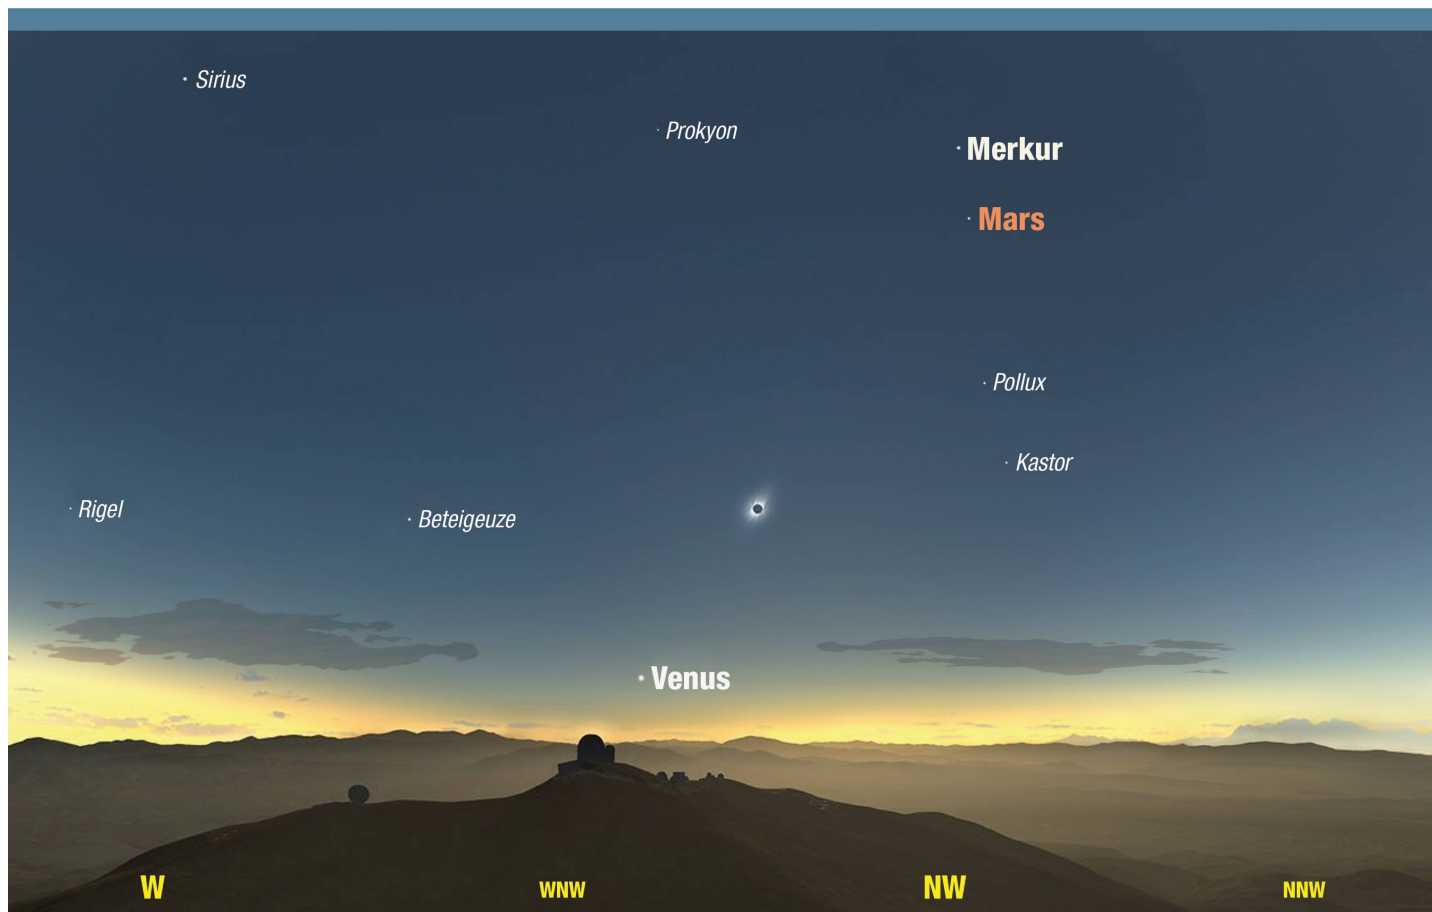 Sirius
Prokyon
Merkur
Mars
Pollux
Kastor
Rigel
Beteigeuze
Venus
W
WNW
NW
NNW